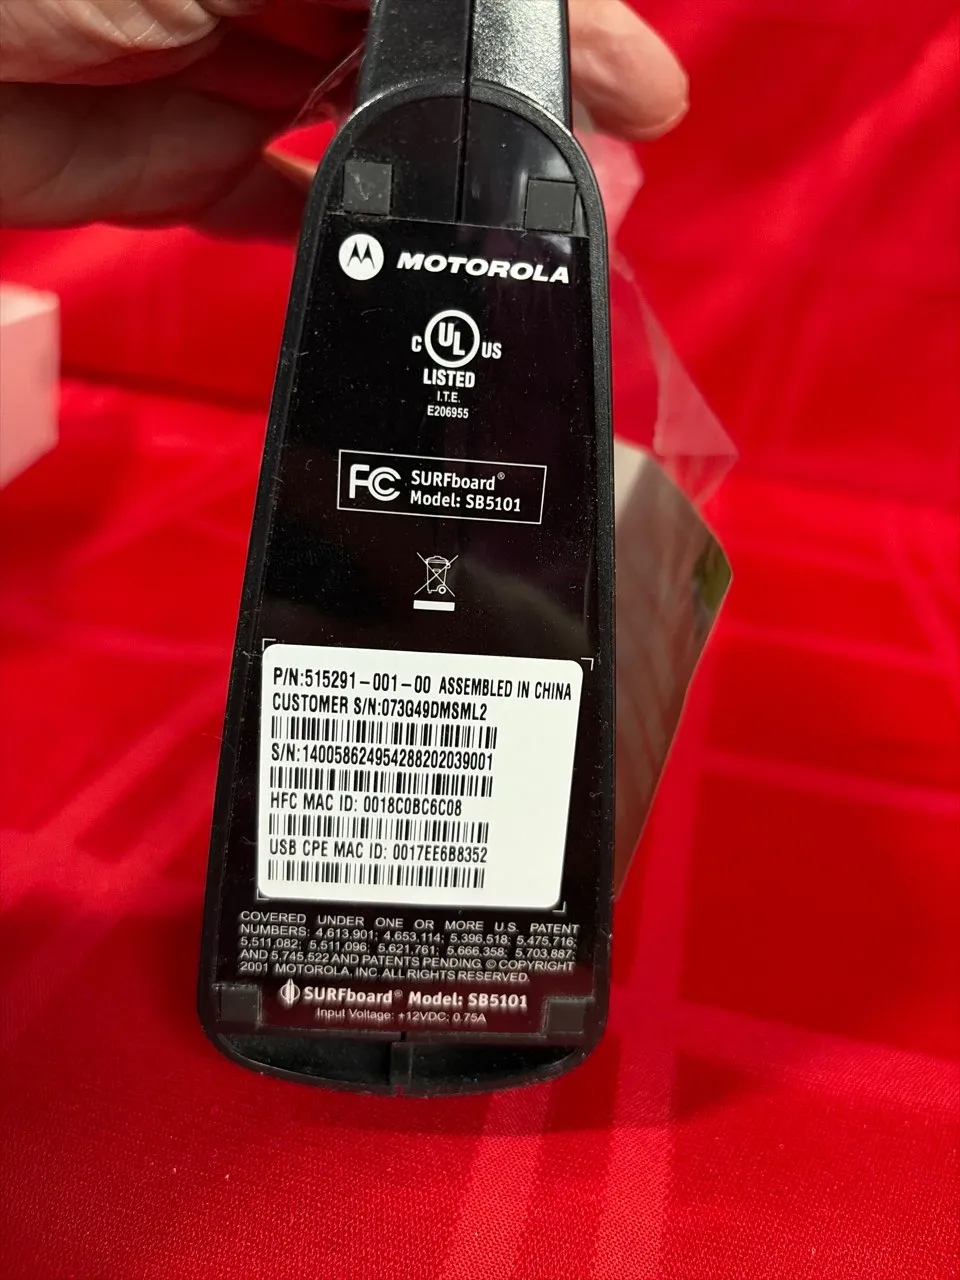 MOTOROLA
C UL US
LISTED
I.T.E.
E206955
FC SURFboard®
Model: SB5101
P/N:515291-001-00 ASSEMBLED IN CHINA
CUSTOMER S/N:073G49DMSML2
S/N:140058624954288202039001
HFC MAC ID: 0018C0BC6C08
USB CPE MAC ID: 0017EE6B8352
COVERED UNDER ONE OR MORE U.S. PATENT
NUMBERS: 4,613,901; 4,653,114; 5,396,518; 5,475,716;
5,511,082; 5,511,096; 5,621,761; 5,666,358; 5,703,887;
AND 5,745,522 AND PATENTS PENDING. © COPYRIGHT
2001 MOTOROLA, INC. ALL RIGHTS RESERVED.
SURFboard® Model: SB5101
Input Voltage: +12VDC; 0.75A